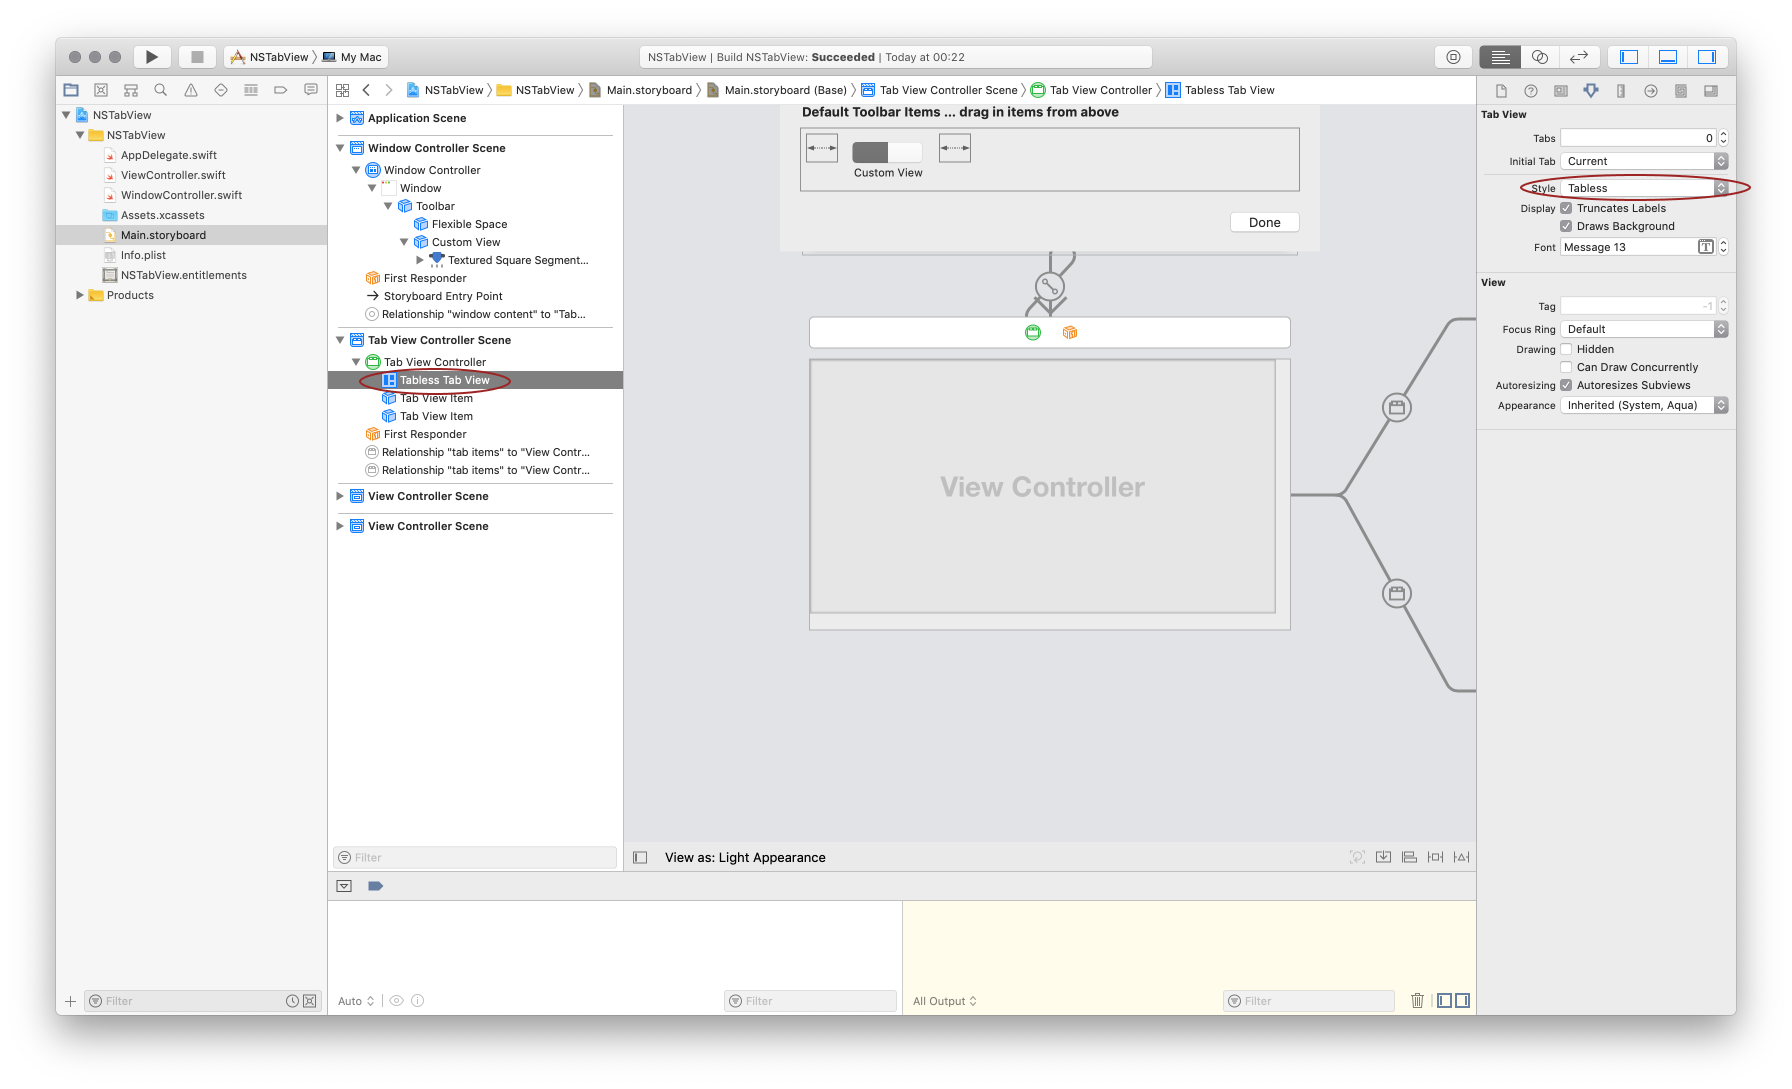 NSTabView My Mac
NSTabView | Build NSTabView: Succeeded | Today at 00:22
NSTabView NSTabView Main.storyboard Main.storyboard (Base) Tab View Controller Scene Tab View Controller Tabless Tab View
NSTabView
NSTabView
AppDelegate.swift
ViewController.swift
WindowController.swift
Assets.xcassets
Main.storyboard
Info.plist
NSTabView.entitlements
Products
Filter
Application Scene
Window Controller Scene
Window Controller
Window
Toolbar
Flexible Space
Custom View
Textured Square Segment...
First Responder
Storyboard Entry Point
Relationship "window content" to "Tab...
Tab View Controller Scene
Tab View Controller
Tabless Tab View
Tab View Item
Tab View Item
First Responder
Relationship "tab items" to "View Contr...
Relationship "tab items" to "View Contr...
View Controller Scene
View Controller Scene
Filter
Default Toolbar Items ... drag in items from above
Custom View
Done
View Controller
View as: Light Appearance
Auto
Filter
All Output
Filter
Tab View
Tabs 0
Initial Tab Current
Style Tabless
Display Truncates Labels
Draws Background
Font Message 13
View
Tag -1
Focus Ring Default
Drawing Hidden
Can Draw Concurrently
Autoresizing Autoresizes Subviews
Appearance Inherited (System, Aqua)